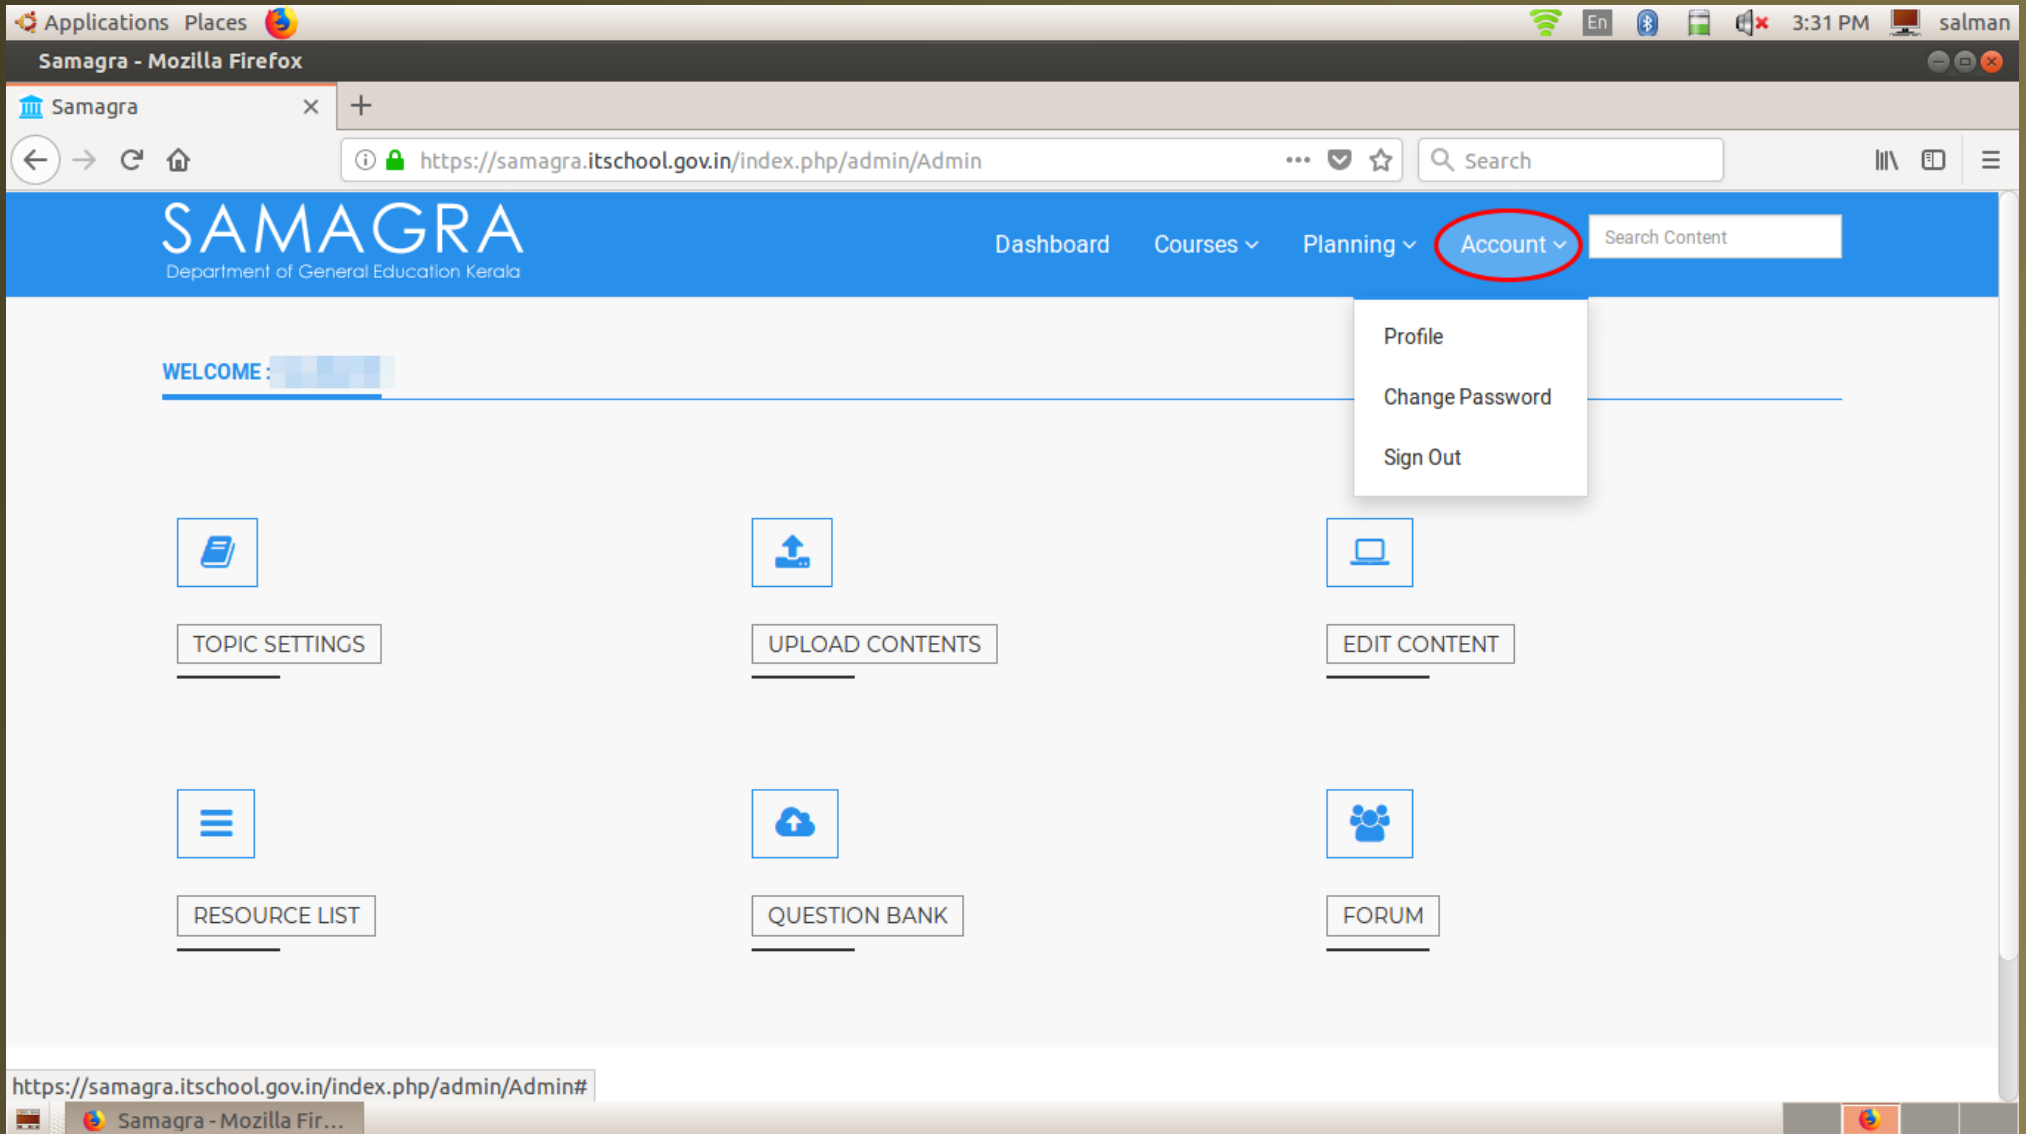 Applications Places En 3:31 PM salman
Samagra - Mozilla Firefox
Samagra
https://samagra.itschool.gov.in/index.php/admin/Admin Search
SAMAGRA
Department of General Education Kerala
Dashboard Courses Planning Account Search Content
Profile
Change Password
Sign Out
WELCOME :
TOPIC SETTINGS UPLOAD CONTENTS EDIT CONTENT
RESOURCE LIST QUESTION BANK FORUM
https://samagra.itschool.gov.in/index.php/admin/Admin#
Samagra - Mozilla Fir...